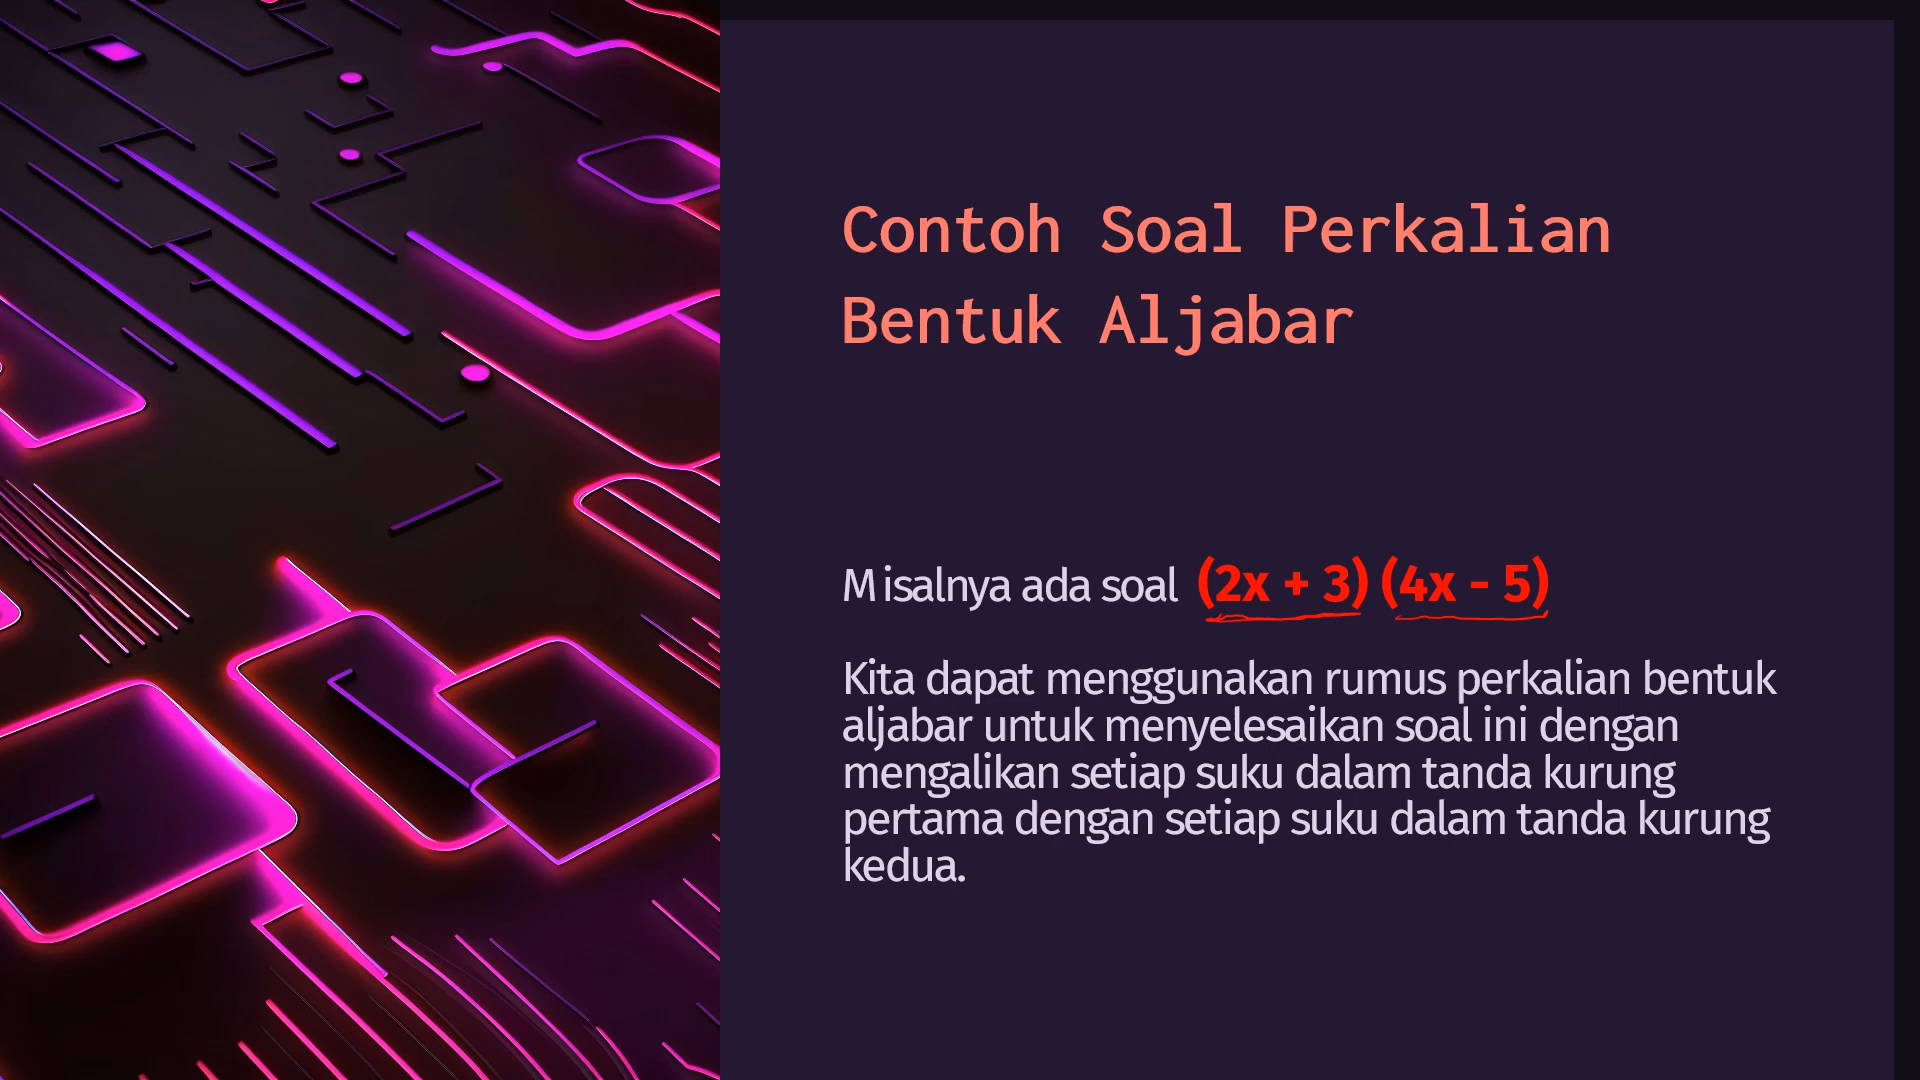 Contoh Soal Perkalian
Bentuk Aljabar
Misalnya ada soal (2x + 3) (4x - 5)
Kita dapat menggunakan rumus perkalian bentuk
aljabar untuk menyelesaikan soal ini dengan
mengalikan setiap suku dalam tanda kurung
pertama dengan setiap suku dalam tanda kurung
kedua.